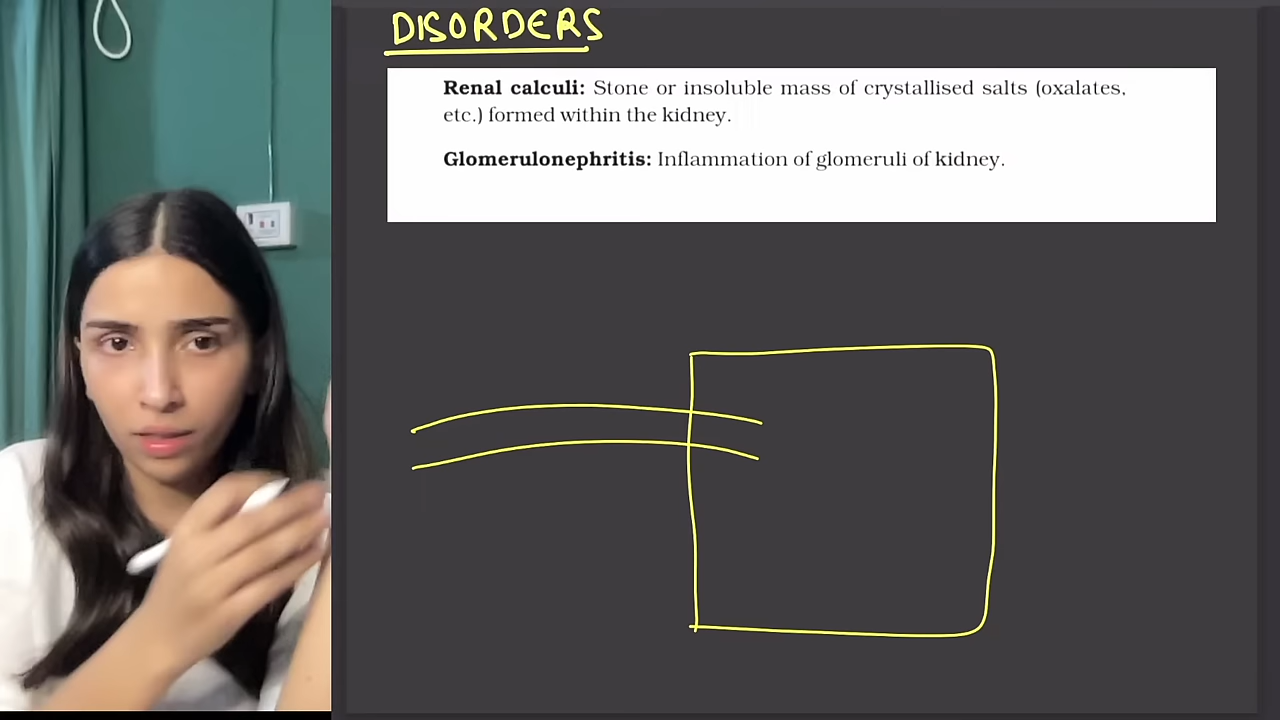 DISORDERS
Renal calculi: Stone or insoluble mass of crystallised salts (oxalates,
etc.) formed within the kidney.
Glomerulonephritis: Inflammation of glomeruli of kidney.